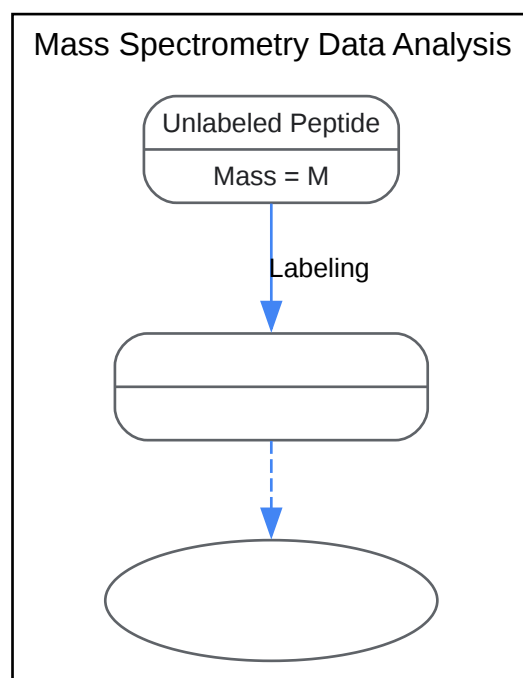 Mass Spectrometry Data Analysis
Unlabeled Peptide
Mass = M
Labeling